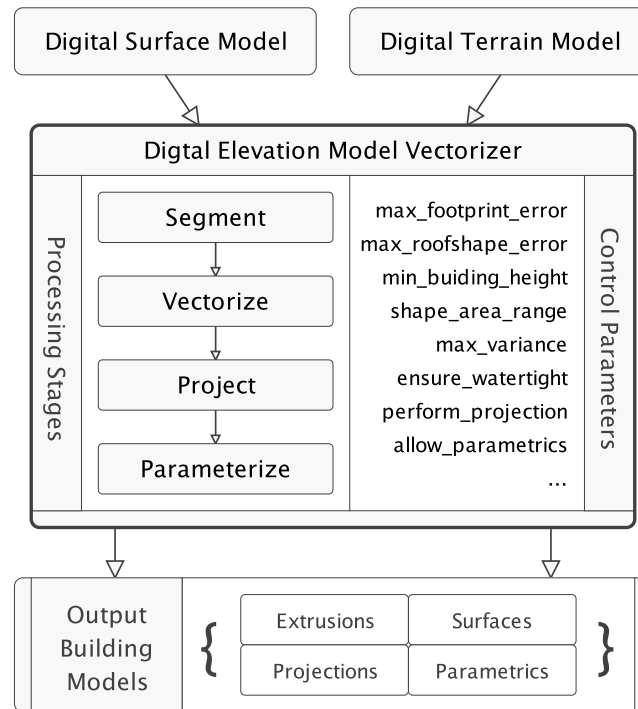 Digital Surface Model
Digital Terrain Model
Digtal Elevation Model Vectorizer
Processing Stages
Segment
Vectorize
Project
Parameterize
max_footprint_error
max_roofshape_error
min_buiding_height
shape_area_range
max_variance
ensure_watertight
perform_projection
allow_parametrics
...
Control Parameters
Output
Building
Models
{
Extrusions
Surfaces
Projections
Parametrics
}